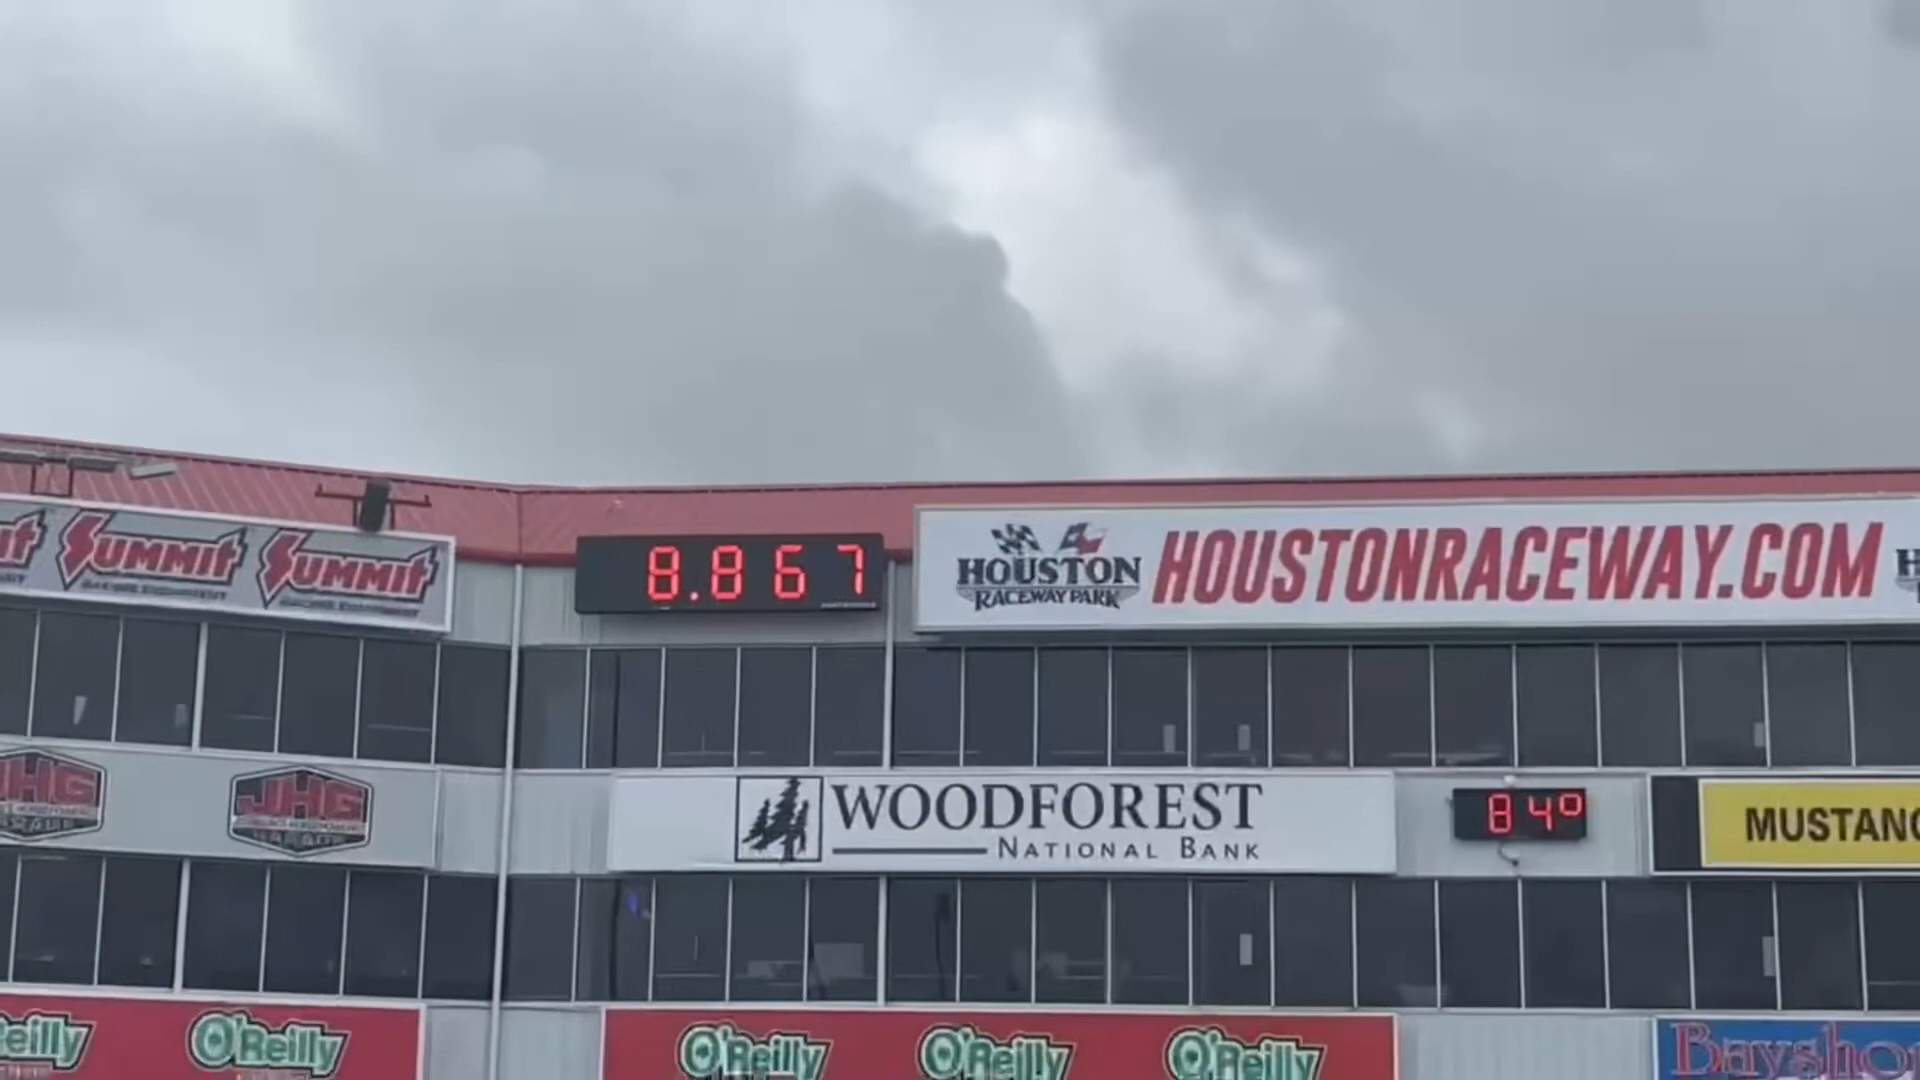 SUMMIT
SUMMIT
8.867
HOUSTON
RACEWAY PARK
HOUSTONRACEWAY.COM
JHG
JHG
WOODFOREST
NATIONAL BANK
84°
MUSTANG
O'Reilly
O'Reilly
O'Reilly
O'Reilly